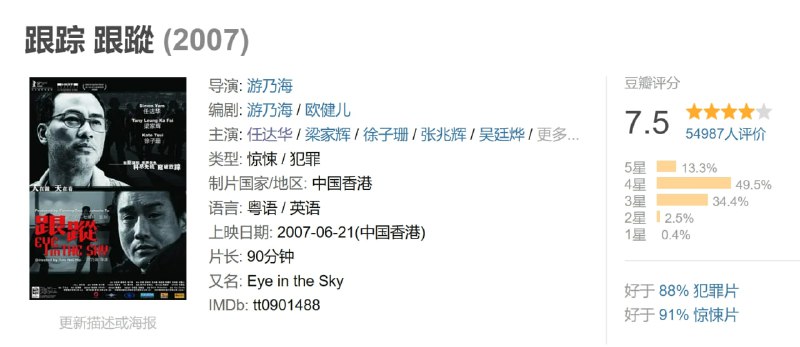 跟踪 跟蹤 (2007)
Simon Yam
任达华
Tony Leung Ka Fai
梁家辉
Kate Tsui
徐子珊
跟蹤
EYE
IN THE SKY
更新描述或海报
导演: 游乃海
编剧: 游乃海 / 欧健儿
主演: 任达华 / 梁家辉 / 徐子珊 / 张兆辉 / 吴廷烨 / 更多...
类型: 惊悚 / 犯罪
制片国家/地区: 中国香港
语言: 粤语 / 英语
上映日期: 2007-06-21(中国香港)
片长: 90分钟
又名: Eye in the Sky
IMDb: tt0901488
豆瓣评分
7.5
54987人评价
5星 13.3%
4星 49.5%
3星 34.4%
2星 2.5%
1星 0.4%
好于 88% 犯罪片
好于 91% 惊悚片